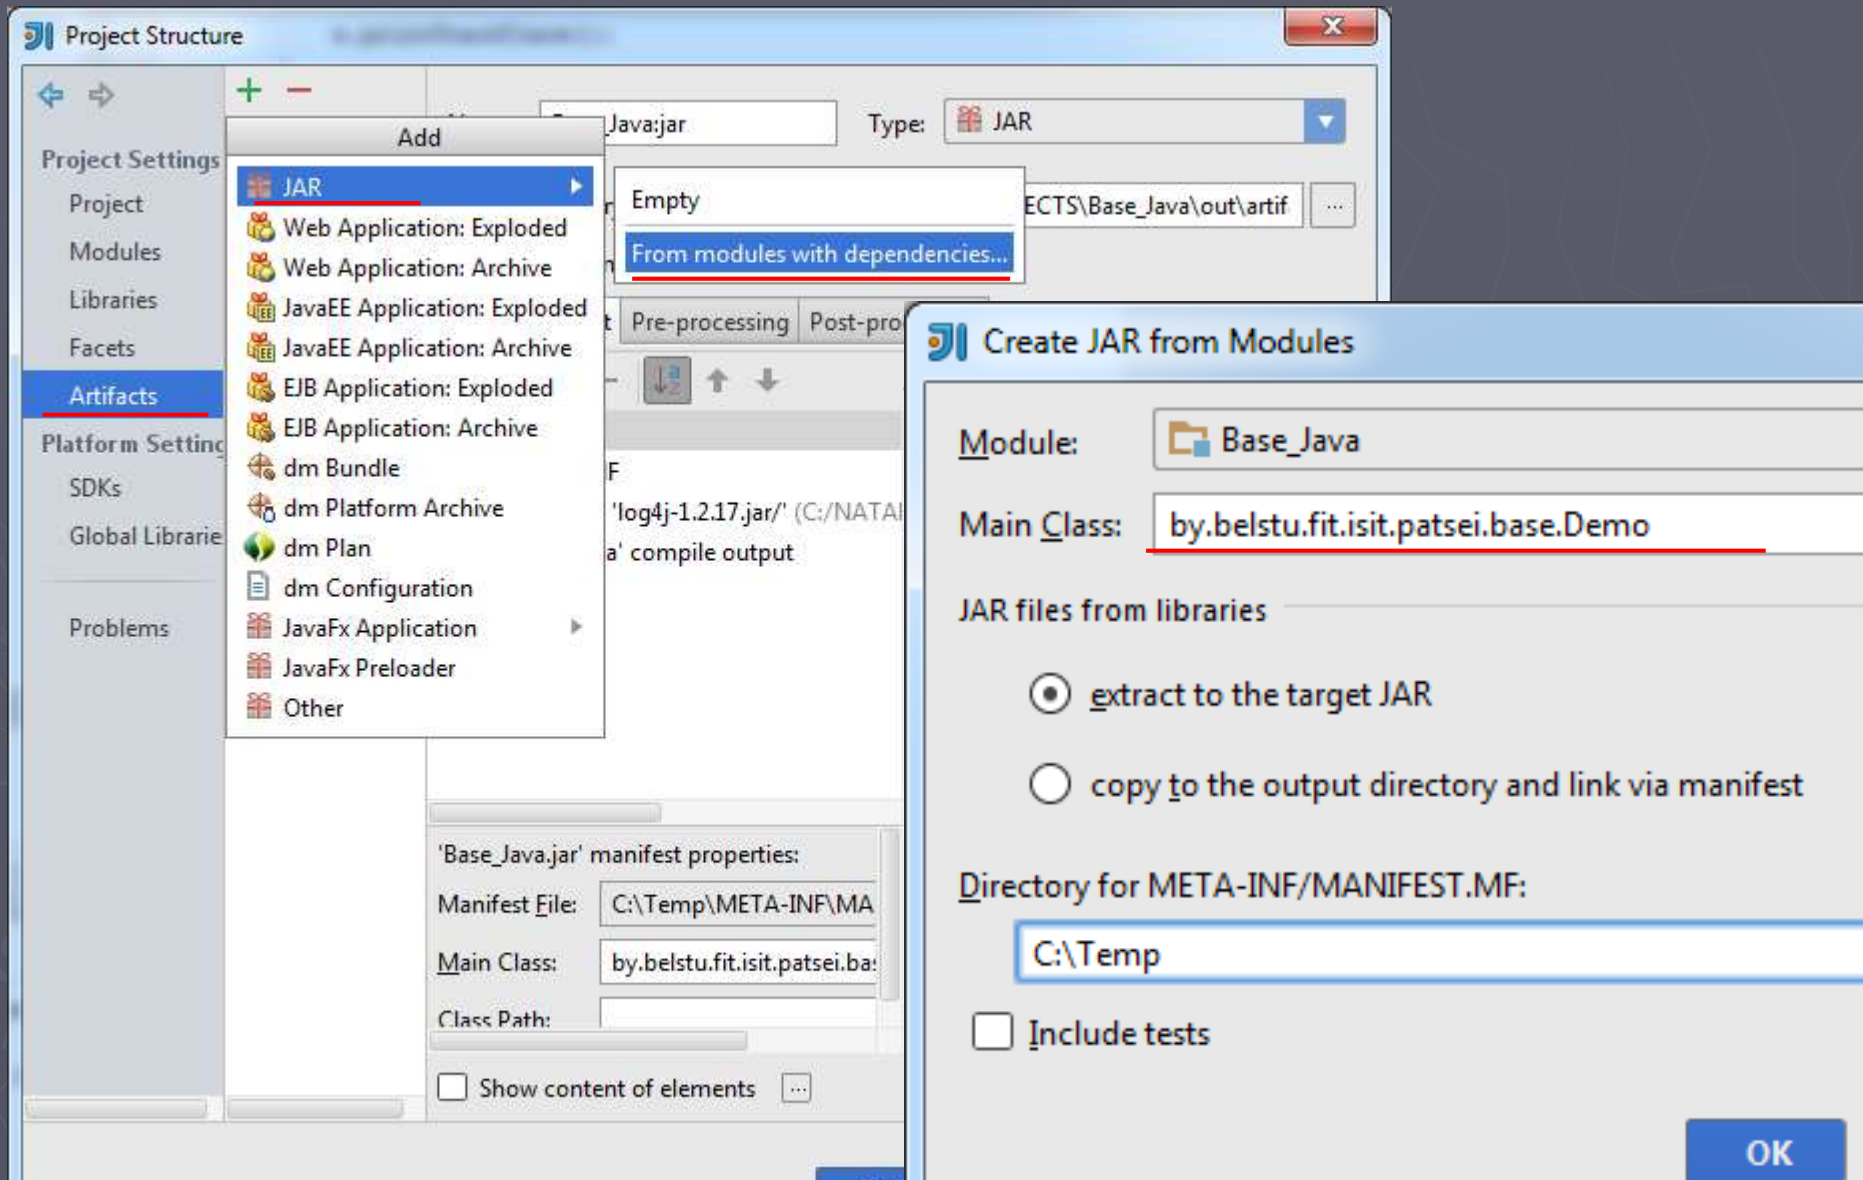 Project Structure
Project Settings
Project
Modules
Libraries
Facets
Artifacts
Platform Setting
SDKs
Global Librarie
Problems
Add
JAR
Web Application: Exploded
Web Application: Archive
JavaEE Application: Exploded
JavaEE Application: Archive
EJB Application: Exploded
EJB Application: Archive
dm Bundle
dm Platform Archive
dm Plan
dm Configuration
JavaFx Application
JavaFx Preloader
Other
_Java:jar
Type: JAR
Empty
From modules with dependencies...
ECTS\Base_Java\out\artif
...
Pre-processing
Post-pro
F
'log4j-1.2.17.jar/' (C:/NATA
a' compile output
'Base_Java.jar' manifest properties:
Manifest File: C:\Temp\META-INF\MA
Main Class: by.belstu.fit.isit.patsei.ba
Class Path:
Show content of elements ...
Create JAR from Modules
Module: Base_Java
Main Class: by.belstu.fit.isit.patsei.base.Demo
JAR files from libraries
extract to the target JAR
copy to the output directory and link via manifest
Directory for META-INF/MANIFEST.MF:
C:\Temp
Include tests
OK